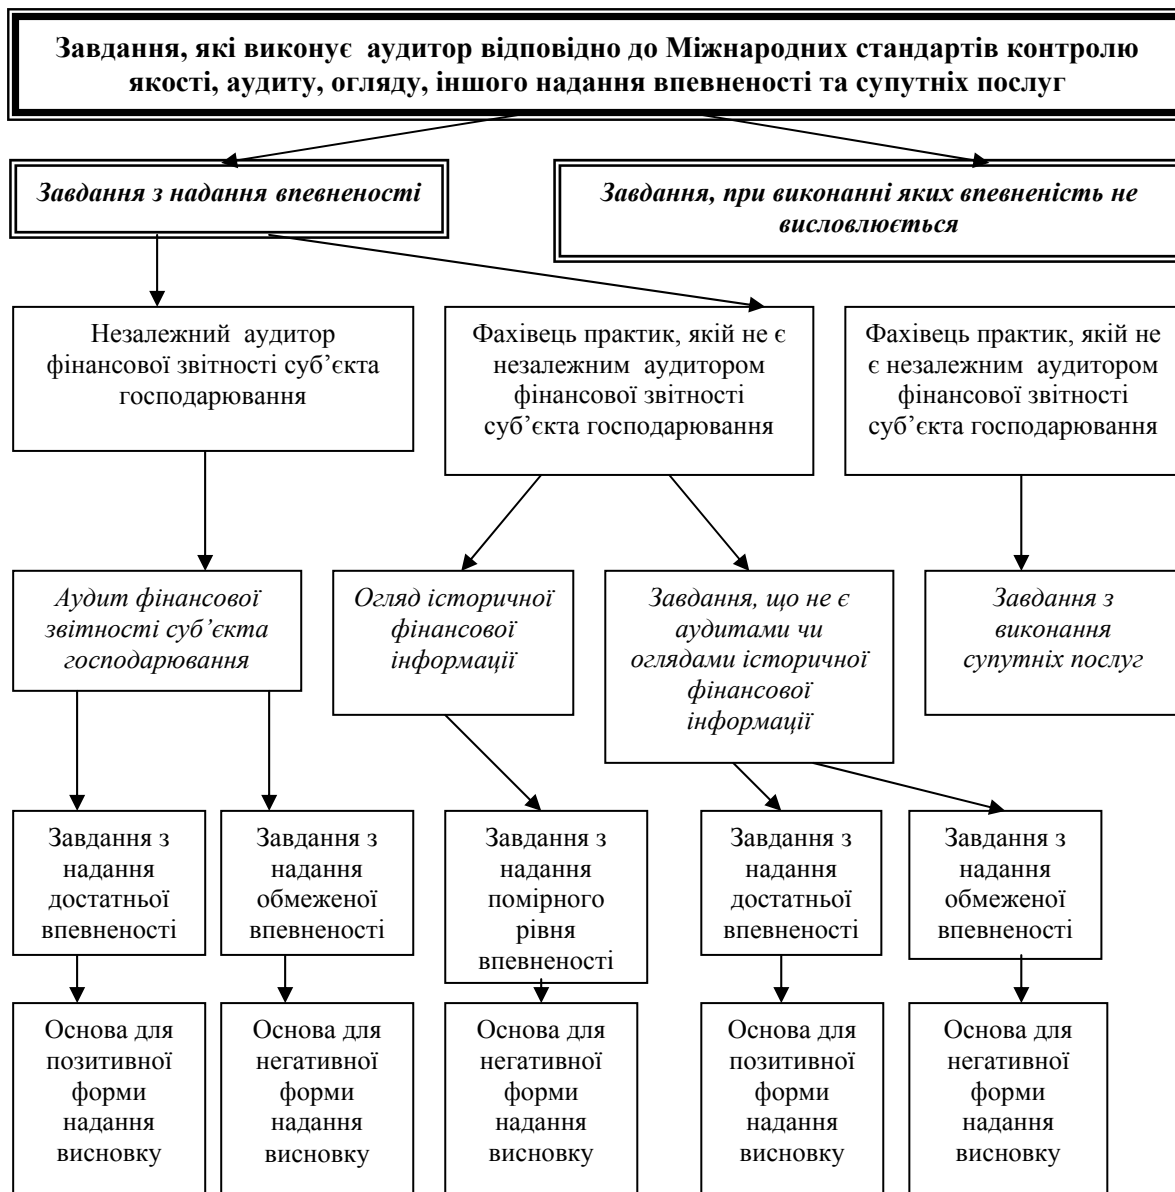 Завдання, які виконує аудитор відповідно до Міжнародних стандартів контролю
якості, аудиту, огляду, іншого надання впевненості та супутніх послуг
Завдання з надання впевненості
Завдання, при виконанні яких впевненість не
висловлюється
Незалежний аудитор
фінансової звітності суб’єкта
господарювання
Фахівець практик, якій не є
незалежним аудитором
фінансової звітності
суб’єкта господарювання
Фахівець практик, якій не
є незалежним аудитором
фінансової звітності
суб’єкта господарювання
Аудит фінансової
звітності суб’єкта
господарювання
Огляд історичної
фінансової
інформації
Завдання, що не є
аудитами чи
оглядами історичної
фінансової
інформації
Завдання з
виконання
супутніх послуг
Завдання з
надання
достатньої
впевненості
Завдання з
надання
обмеженої
впевненості
Завдання з
надання
помірного
рівня
впевненості
Завдання з
надання
достатньої
впевненості
Завдання з
надання
обмеженої
впевненості
Основа для
позитивної
форми
надання
висновку
Основа для
негативної
форми
надання
висновку
Основа для
негативної
форми
надання
висновку
Основа для
позитивної
форми
надання
висновку
Основа для
негативної
форми
надання
висновку